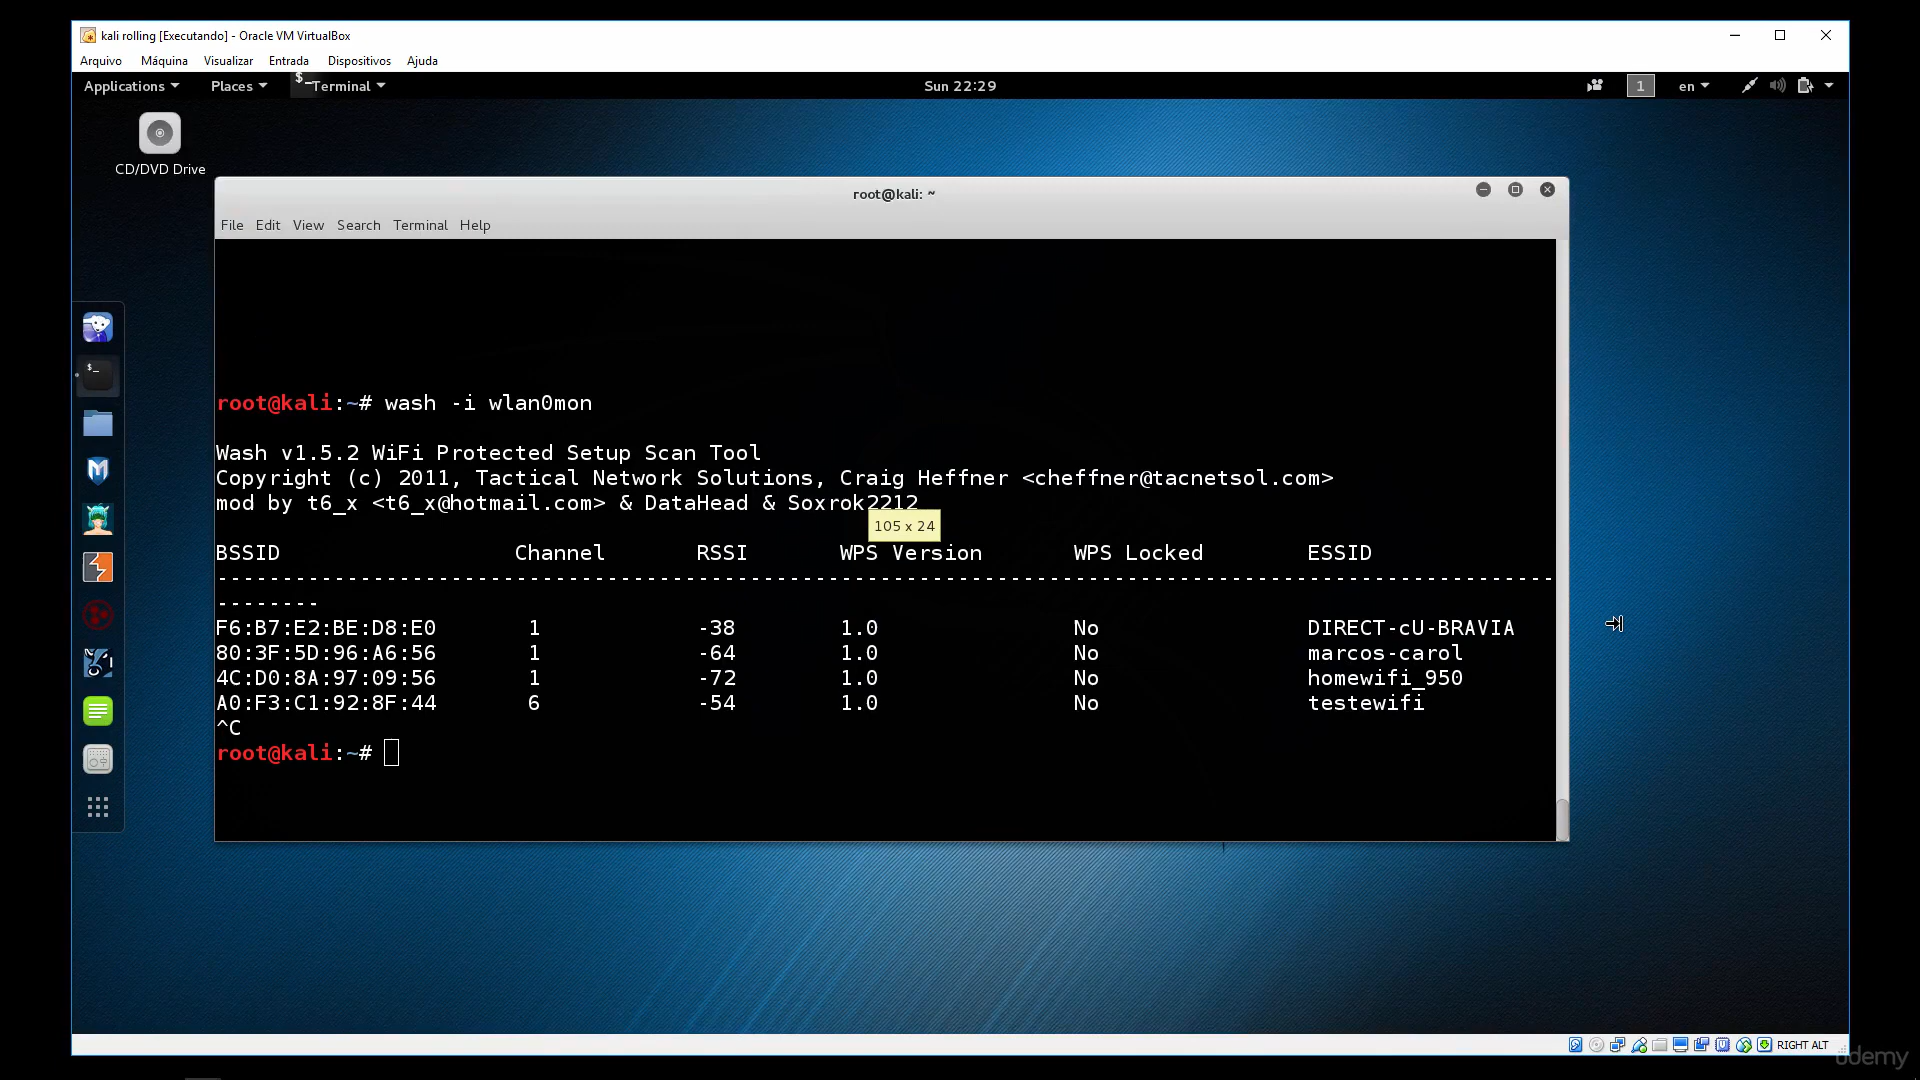 kali rolling [Executando] - Oracle VM VirtualBox
Arquivo Máquina Visualizar Entrada Dispositivos Ajuda
Applications Places $_ Terminal Sun 22:29 1 en
CD/DVD Drive
root@kali: ~
File Edit View Search Terminal Help
$_
root@kali:~# wash -i wlan0mon
Wash v1.5.2 WiFi Protected Setup Scan Tool
Copyright (c) 2011, Tactical Network Solutions, Craig Heffner <cheffner@tacnetsol.com>
mod by t6_x <t6_x@hotmail.com> & DataHead & Soxrok2212
105 x 24
BSSID Channel RSSI WPS Version WPS Locked ESSID
-------------------------------------------------------------------------------------------------------
--------
F6:B7:E2:BE:D8:E0 1 -38 1.0 No DIRECT-cU-BRAVIA
80:3F:5D:96:A6:56 1 -64 1.0 No marcos-carol
4C:D0:8A:97:09:56 1 -72 1.0 No homewifi_950
A0:F3:C1:92:8F:44 6 -54 1.0 No testewifi
^C
root@kali:~#
RIGHT ALT
udemy